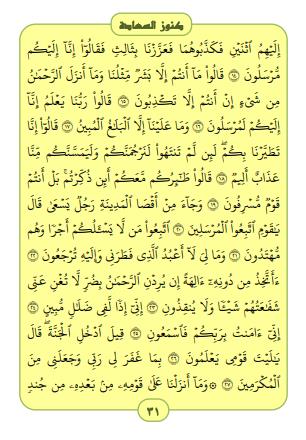 كنوز السعادة
إِلَيْهِمُ ٱثْنَيْنِ فَكَذَّبُوهُمَا فَعَزَّزْنَا بِثَالِثٍ فَقَالُوٓا۟ إِنَّآ إِلَيْكُم
مُّرْسَلُونَ ١٤ قَالُوا۟ مَآ أَنتُمْ إِلَّا بَشَرٌ مِّثْلُنَا وَمَآ أَنزَلَ ٱلرَّحْمَٰنُ
مِن شَىْءٍ إِنْ أَنتُمْ إِلَّا تَكْذِبُونَ ١٥ قَالُوا۟ رَبُّنَا يَعْلَمُ إِنَّآ
إِلَيْكُمْ لَمُرْسَلُونَ ١٦ وَمَا عَلَيْنَآ إِلَّا ٱلْبَلَٰغُ ٱلْمُبِينُ ١٧ قَالُوٓا۟ إِنَّا
تَطَيَّرْنَا بِكُمْ ۖ لَئِن لَّمْ تَنتَهُوا۟ لَنَرْجُمَنَّكُمْ وَلَيَمَسَّنَّكُم مِّنَّا
عَذَابٌ أَلِيمٌ ١٨ قَالُوا۟ طَٰٓئِرُكُم مَّعَكُمْ ۚ أَئِن ذُكِّرْتُم ۚ بَلْ أَنتُمْ
قَوْمٌ مُّسْرِفُونَ ١٩ وَجَآءَ مِنْ أَقْصَا ٱلْمَدِينَةِ رَجُلٌ يَسْعَىٰ قَالَ
يَٰقَوْمِ ٱتَّبِعُوا۟ ٱلْمُرْسَلِينَ ٢٠ ٱتَّبِعُوا۟ مَن لَّا يَسْـَٔلُكُمْ أَجْرًا وَهُم
مُّهْتَدُونَ ٢١ وَمَا لِىَ لَآ أَعْبُدُ ٱلَّذِى فَطَرَنِى وَإِلَيْهِ تُرْجَعُونَ ٢٢
ءَأَتَّخِذُ مِن دُونِهِۦٓ ءَالِهَةً إِن يُرِدْنِ ٱلرَّحْمَٰنُ بِضُرٍّ لَّا تُغْنِ عَنِّى
شَفَٰعَتُهُمْ شَيْـًٔا وَلَا يُنقِذُونِ ٢٣ إِنِّىٓ إِذًا لَّفِى ضَلَٰلٍ مُّبِينٍ ٢٤
إِنِّىٓ ءَامَنتُ بِرَبِّكُمْ فَٱسْمَعُونِ ٢٥ قِيلَ ٱدْخُلِ ٱلْجَنَّةَ ۖ قَالَ
يَٰلَيْتَ قَوْمِى يَعْلَمُونَ ٢٦ بِمَا غَفَرَ لِى رَبِّى وَجَعَلَنِى مِنَ
ٱلْمُكْرَمِينَ ٢٧ ۞ وَمَآ أَنزَلْنَا عَلَىٰ قَوْمِهِۦ مِنۢ بَعْدِهِۦ مِن جُندٍ
٣١